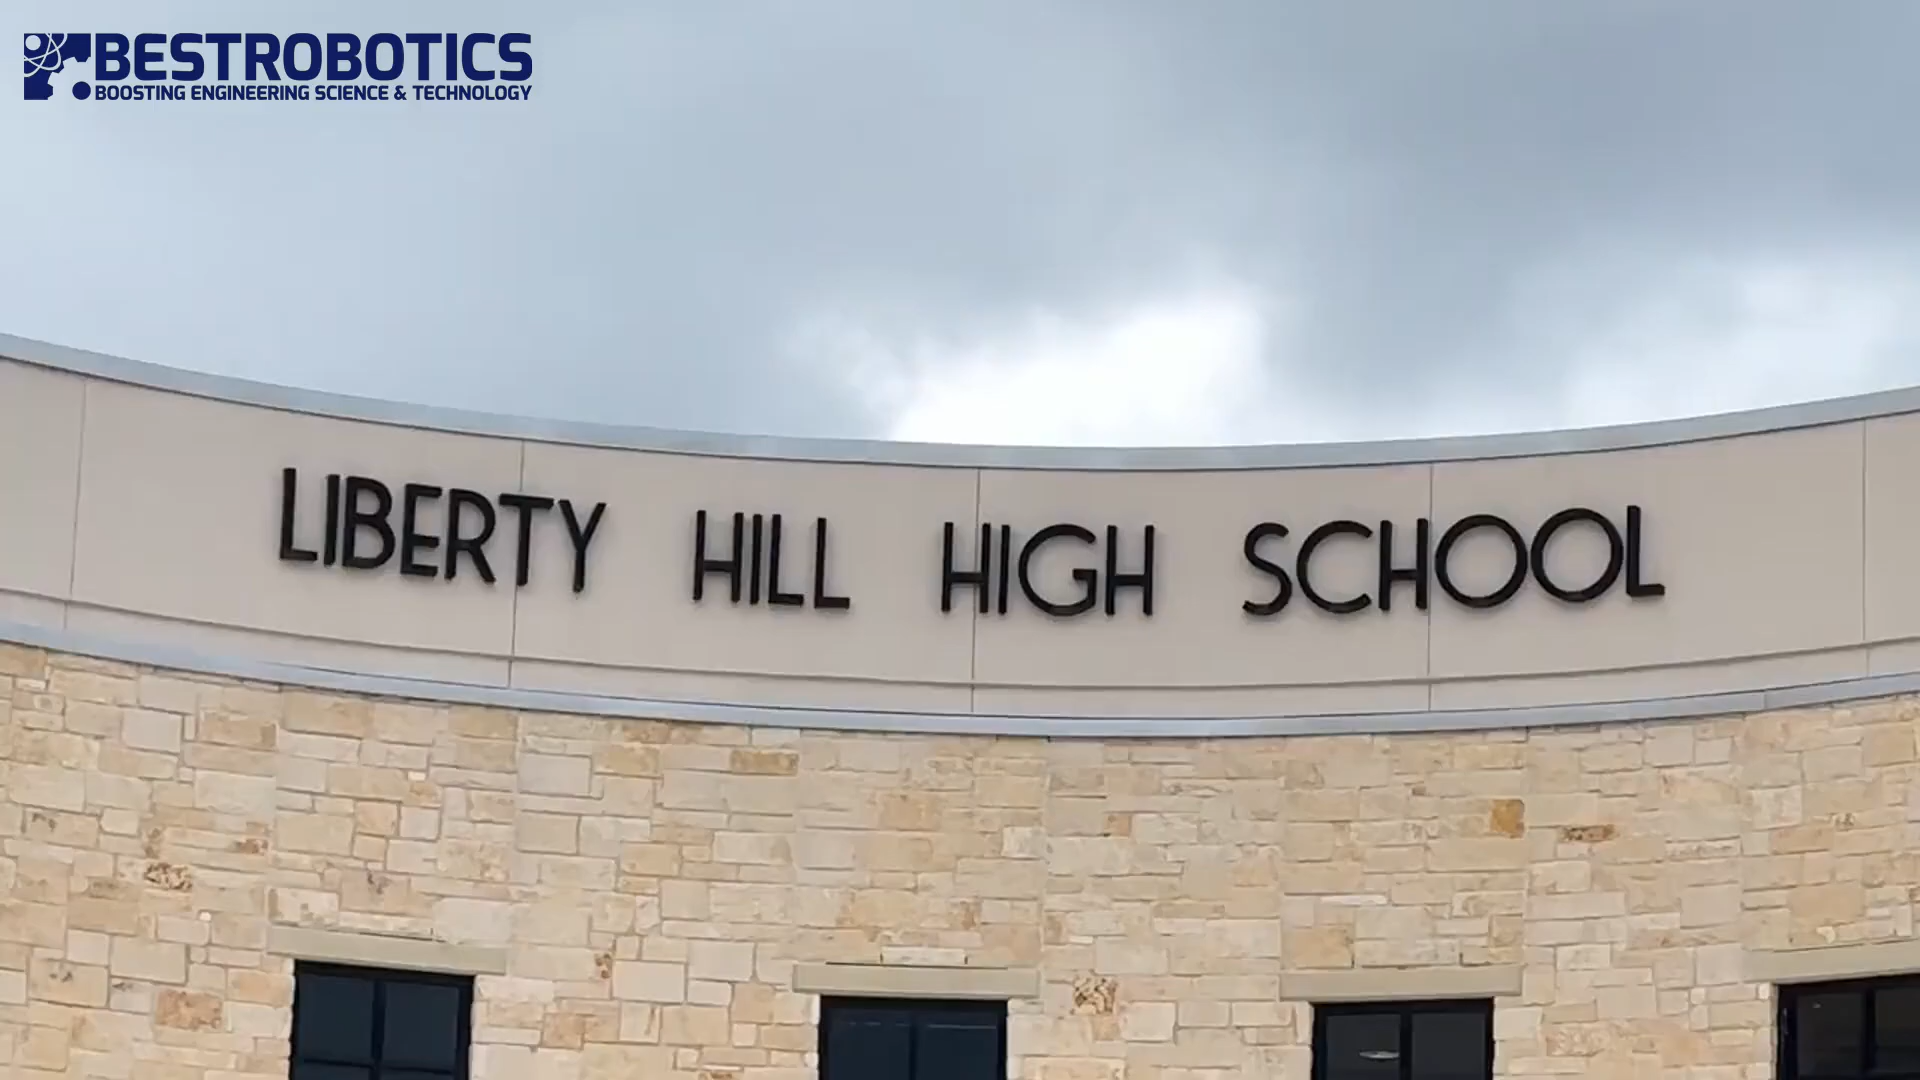 BESTROBOTICS
BOOSTING ENGINEERING SCIENCE & TECHNOLOGY
LIBERTY HILL HIGH SCHOOL